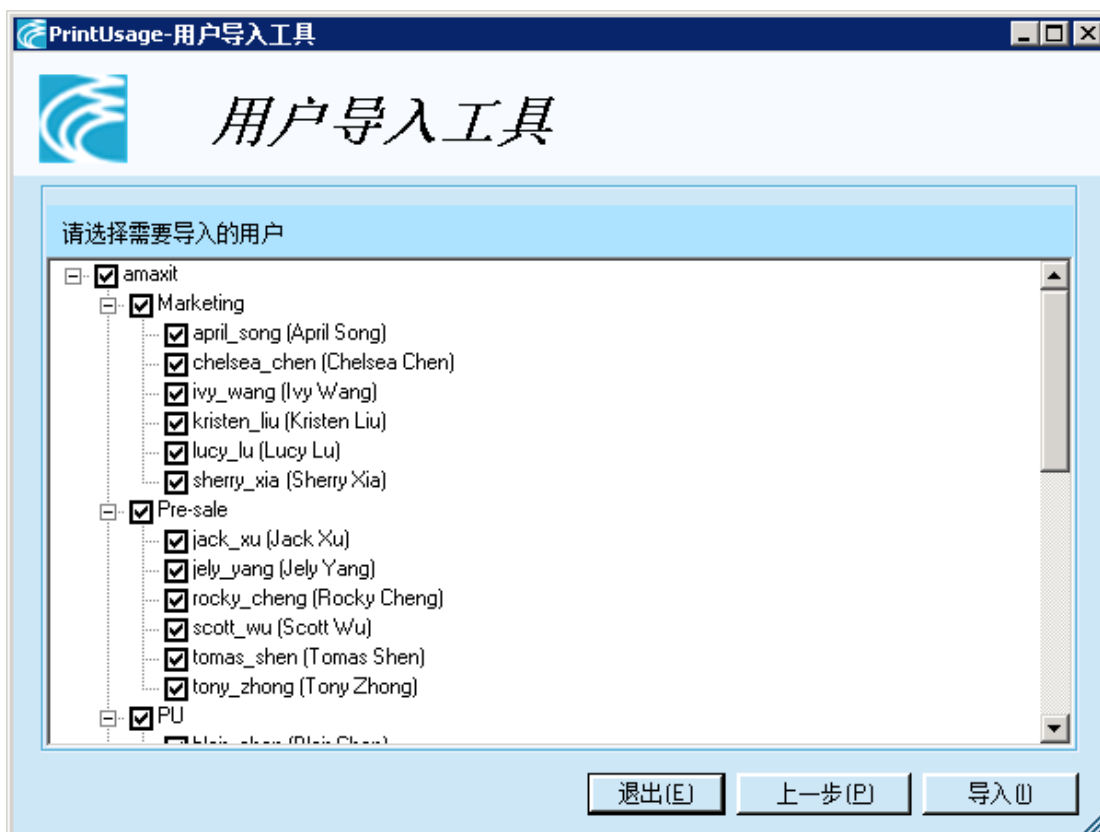 PrintUsage-用户导入工具
用户导入工具
请选择需要导入的用户
amaxit
Marketing
april_song (April Song)
chelsea_chen (Chelsea Chen)
ivy_wang (Ivy Wang)
kristen_liu (Kristen Liu)
lucy_lu (Lucy Lu)
sherry_xia (Sherry Xia)
Pre-sale
jack_xu (Jack Xu)
jely_yang (Jely Yang)
rocky_cheng (Rocky Cheng)
scott_wu (Scott Wu)
tomas_shen (Tomas Shen)
tony_zhong (Tony Zhong)
PU
退出(E) 上一步(P) 导入(I)